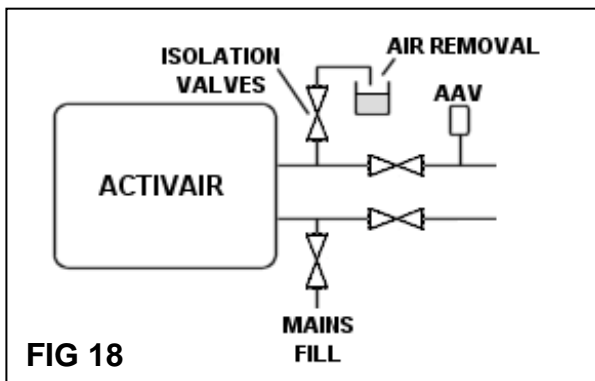 ISOLATION
VALVES
AIR REMOVAL
AAV
ACTIVAIR
MAINS
FILL
FIG 18